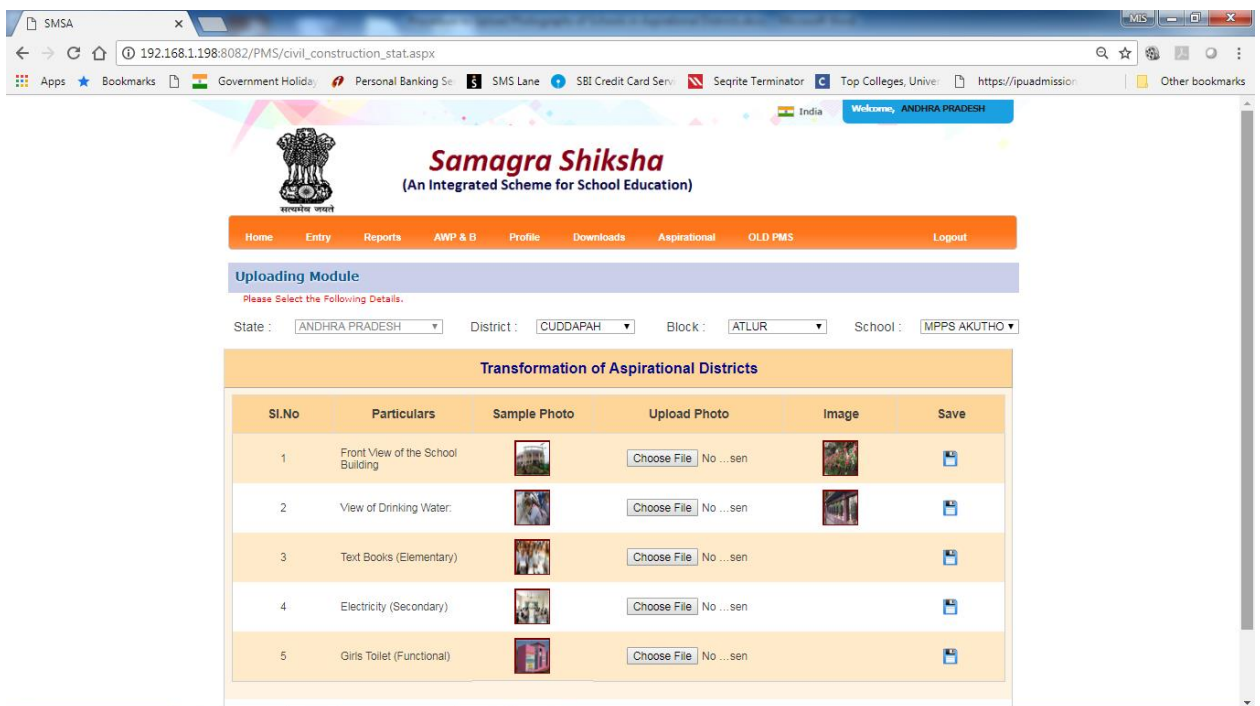 SMSA
MIS
192.168.1.198:8082/PMS/civil_construction_stat.aspx
Apps Bookmarks Government Holiday Personal Banking Se SMS Lane SBI Credit Card Serv Seqrite Terminator Top Colleges, Univer https://ipuadmission Other bookmarks
India Welcome, ANDHRA PRADESH
Samagra Shiksha
(An Integrated Scheme for School Education)
सत्यमेव जयते
Home Entry Reports AWP & B Profile Downloads Aspirational OLD PMS Logout
Uploading Module
Please Select the Following Details.
State : ANDHRA PRADESH District : CUDDAPAH Block : ATLUR School : MPPS AKUTHO
Transformation of Aspirational Districts
Sl.No Particulars Sample Photo Upload Photo Image Save
1 Front View of the School Building Choose File No ...sen
2 View of Drinking Water: Choose File No ...sen
3 Text Books (Elementary) Choose File No ...sen
4 Electricity (Secondary) Choose File No ...sen
5 Girls Toilet (Functional) Choose File No ...sen